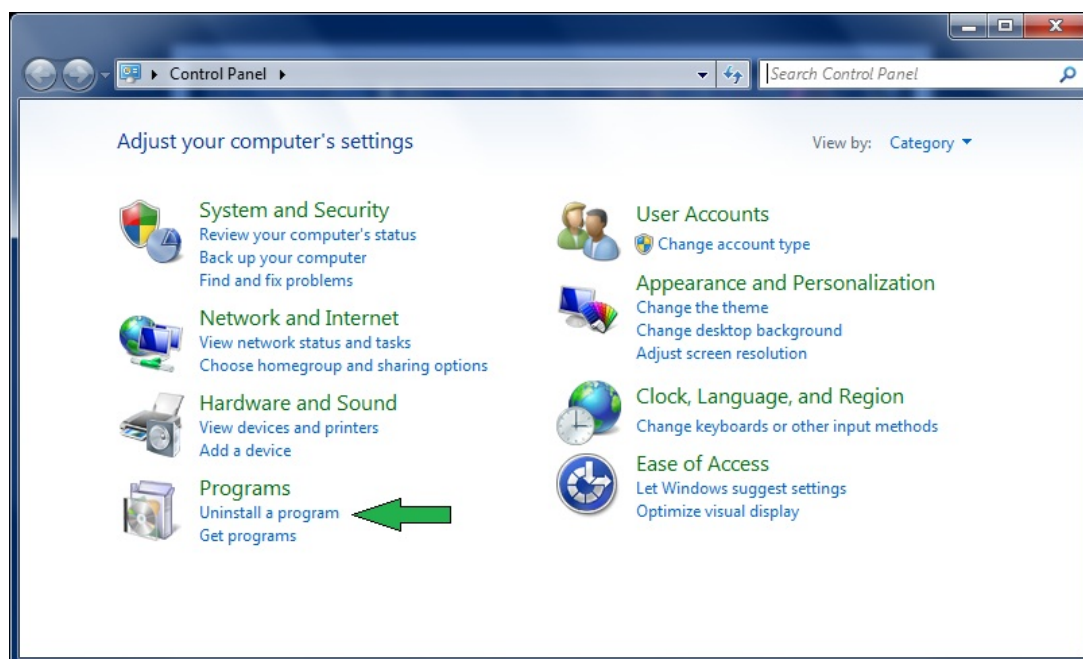 Control Panel
Search Control Panel
Adjust your computer's settings
View by: Category
System and Security
Review your computer's status
Back up your computer
Find and fix problems
Network and Internet
View network status and tasks
Choose homegroup and sharing options
Hardware and Sound
View devices and printers
Add a device
Programs
Uninstall a program
Get programs
User Accounts
Change account type
Appearance and Personalization
Change the theme
Change desktop background
Adjust screen resolution
Clock, Language, and Region
Change keyboards or other input methods
Ease of Access
Let Windows suggest settings
Optimize visual display